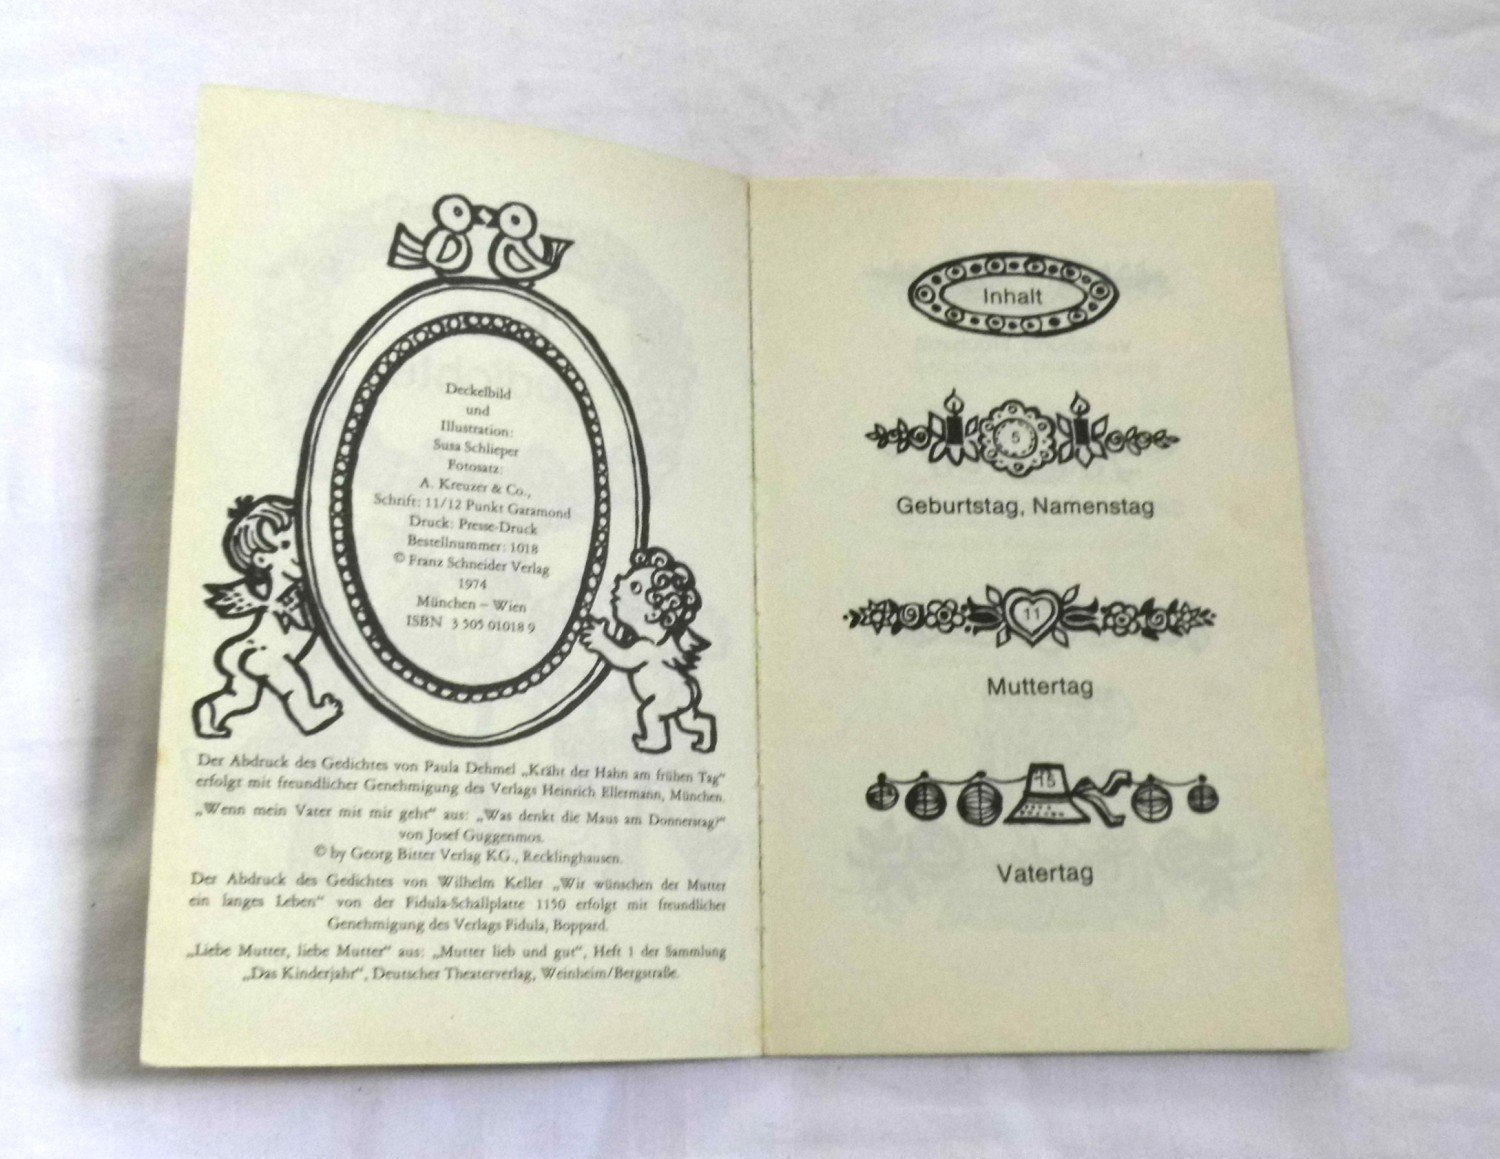 Deckelbild
und
Illustration:
Susa Schlieper
Fotosatz:
A. Kreuzer & Co.,
Schrift: 11/12 Punkt Garamond
Druck: Presse-Druck
Bestellnummer: 1018
© Franz Schneider Verlag
1974
München – Wien
ISBN 3 505 01018 9
Der Abdruck des Gedichtes von Paula Dehmel „Kräht der Hahn am frühen Tag“
erfolgt mit freundlicher Genehmigung des Verlags Heinrich Ellermann, München.
„Wenn mein Vater mit mir geht“ aus: „Was denkt die Maus am Donnerstag?“
von Josef Guggenmos.
© by Georg Bitter Verlag KG., Recklinghausen.
Der Abdruck des Gedichtes von Wilhelm Keller „Wir wünschen der Mutter
ein langes Leben“ von der Fidula-Schallplatte 1150 erfolgt mit freundlicher
Genehmigung des Verlags Fidula, Boppard.
„Liebe Mutter, liebe Mutter“ aus: „Mutter lieb und gut“, Heft 1 der Sammlung
„Das Kinderjahr“, Deutscher Theaterverlag, Weinheim/Bergstraße.
Inhalt
5
Geburtstag, Namenstag
11
Muttertag
15
Vatertag